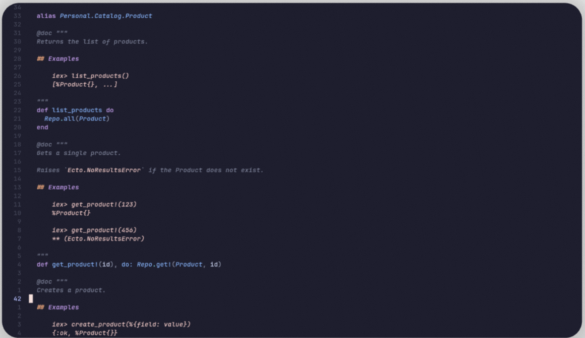 34
33 alias Personal.Catalog.Product
32
31 @doc """
30 Returns the list of products.
29
28 ## Examples
27
26 iex> list_products()
25 [%Product{}, ...]
24
23 """
22 def list_products do
21 Repo.all(Product)
20 end
19
18 @doc """
17 Gets a single product.
16
15 Raises `Ecto.NoResultsError` if the Product does not exist.
14
13 ## Examples
12
11 iex> get_product!(123)
10 %Product{}
9
8 iex> get_product!(456)
7 ** (Ecto.NoResultsError)
6
5 """
4 def get_product!(id), do: Repo.get!(Product, id)
3
2 @doc """
1 Creates a product.
42
1 ## Examples
2
3 iex> create_product(%{field: value})
4 {:ok, %Product{}}